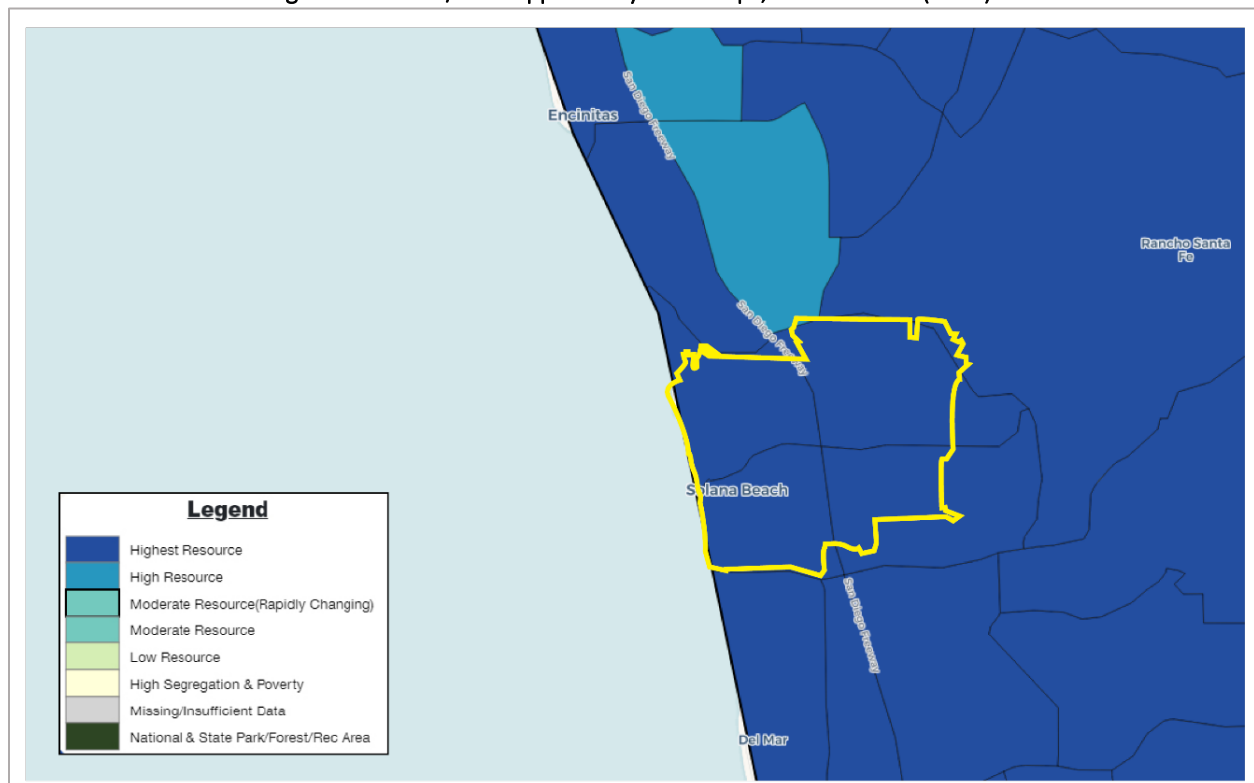 San Diego Freeway
Encinitas
Rancho Santa
Fe
San Diego Freeway
Solana Beach
San Diego Freeway
Del Mar
Legend
Highest Resource
High Resource
Moderate Resource(Rapidly Changing)
Moderate Resource
Low Resource
High Segregation & Poverty
Missing/Insufficient Data
National & State Park/Forest/Rec Area